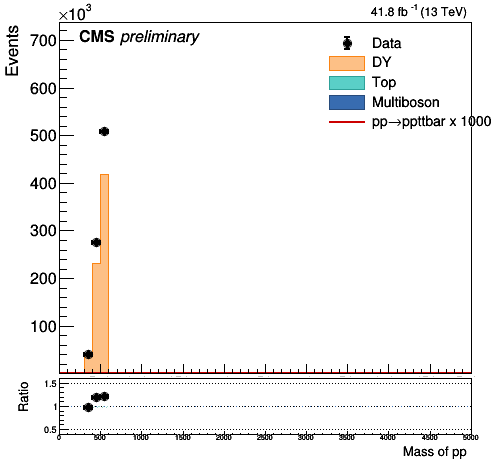 ×10³
41.8 fb⁻¹ (13 TeV)
CMS preliminary
Events
700
600
500
400
300
200
100
Data
DY
Top
Multiboson
pp→ppttbar x 1000
Ratio
1.5
1
0.5
0 500 1000 1500 2000 2500 3000 3500 4000 4500 5000
Mass of pp